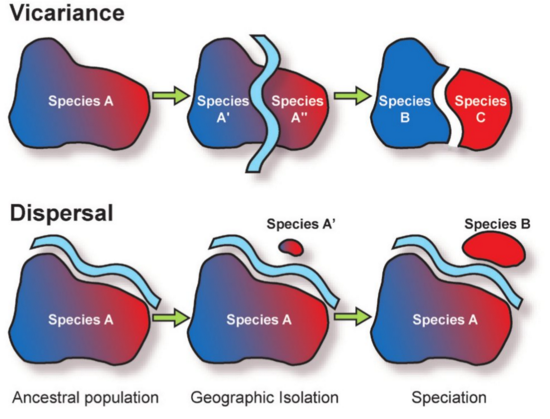 Vicariance
Species A
Species
A'
Species
A"
Species
B
Species
C
Dispersal
Species A
Species A'
Species A
Species B
Species A
Ancestral population
Geographic Isolation
Speciation